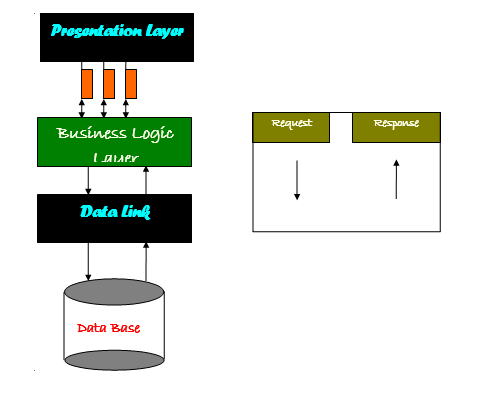 Presentation Layer
Business Logic
Layer
Data Link
Data Base
Request
Response